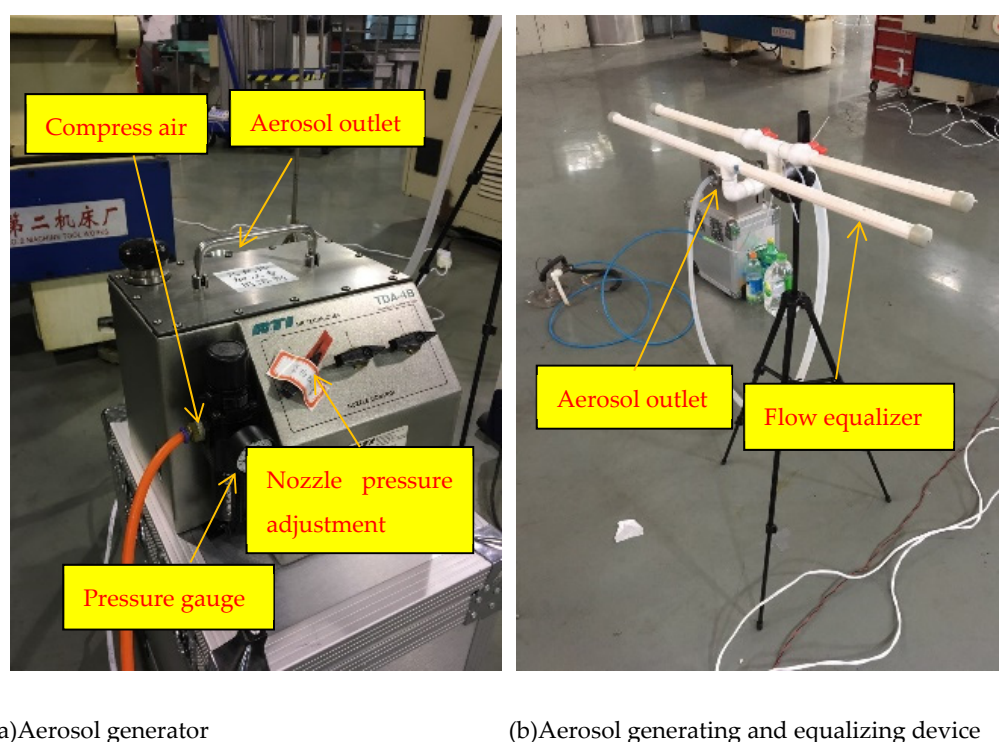 Compress air
Aerosol outlet
第二机床厂
TDA-4B
Nozzle pressure
adjustment
Pressure gauge
Aerosol outlet
Flow equalizer
a)Aerosol generator
(b)Aerosol generating and equalizing device